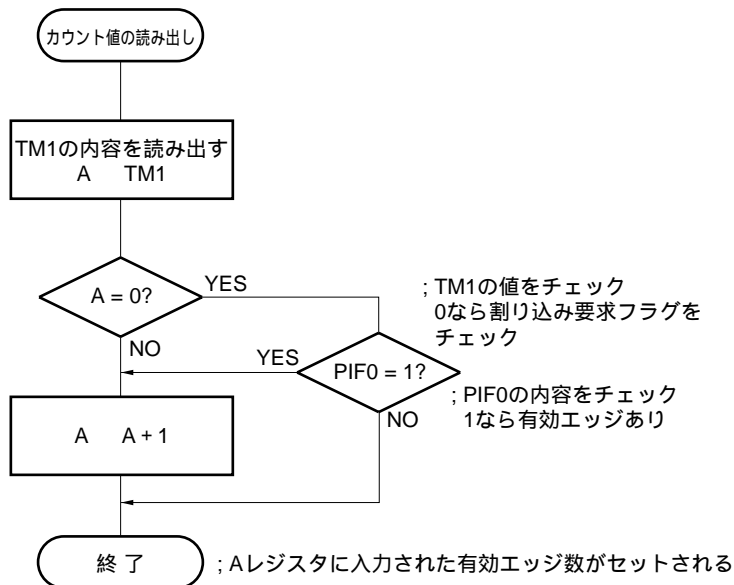 カウント値の読み出し
TM1の内容を読み出す
A TM1
A = 0?
YES
; TM1の値をチェック
0なら割り込み要求フラグを
チェック
NO
YES
PIF0 = 1?
; PIF0の内容をチェック
1なら有効エッジあり
NO
A A + 1
終 了
; Aレジスタに入力された有効エッジ数がセットされる